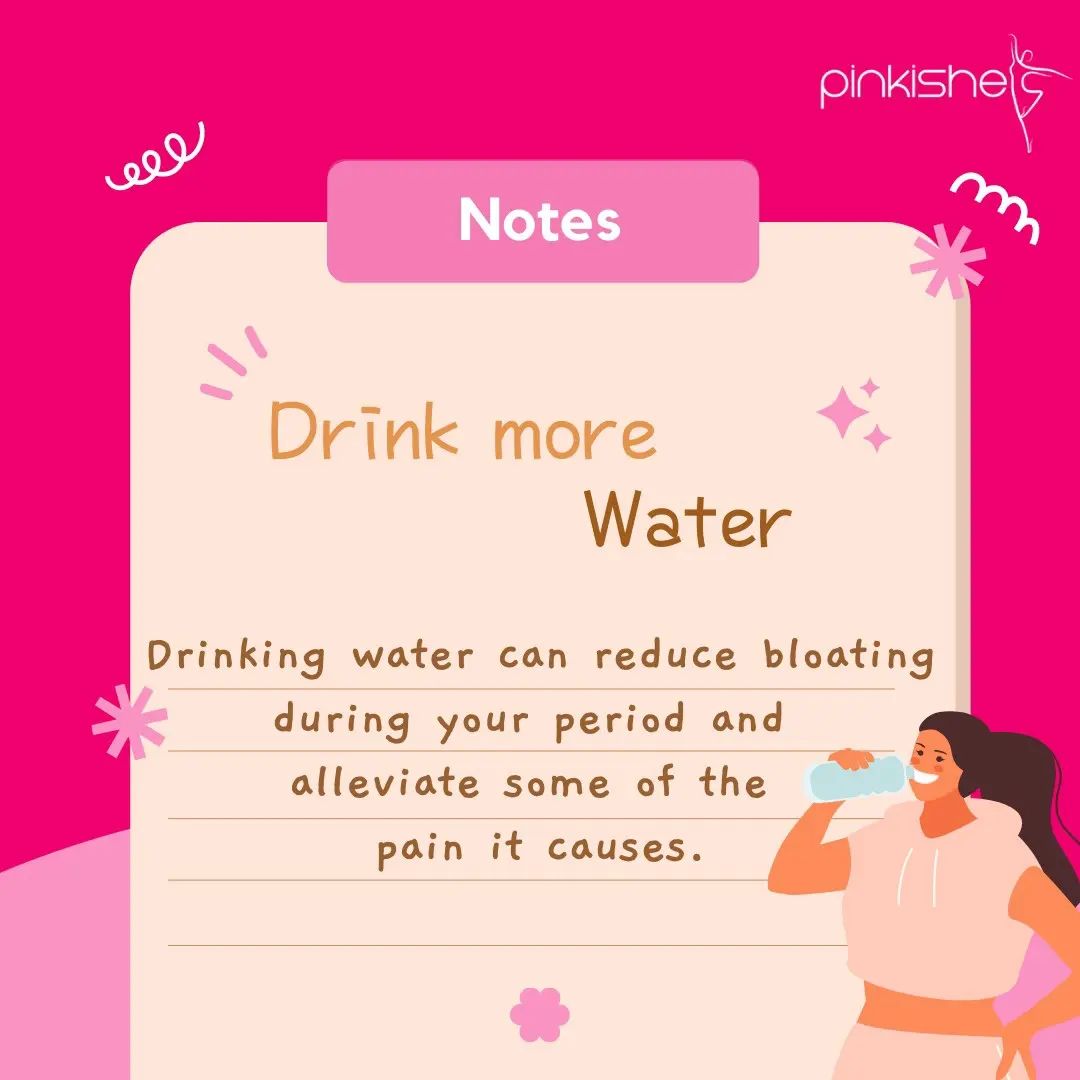 pinkishe
Notes
Drink more
Water
Drinking water can reduce bloating
during your period and
alleviate some of the
pain it causes.